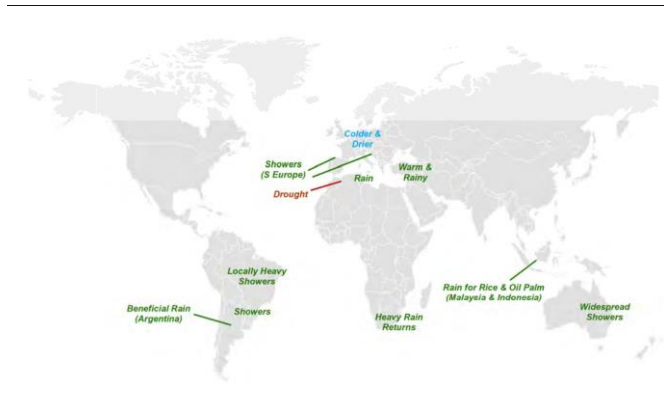 Colder &
Drier
Showers
(S Europe)
Warm &
Rainy
Rain
Drought
Locally Heavy
Showers
Rain for Rice & Oil Palm
(Malaysia & Indonesia)
Beneficial Rain
(Argentina)
Showers
Heavy Rain
Returns
Widespread
Showers